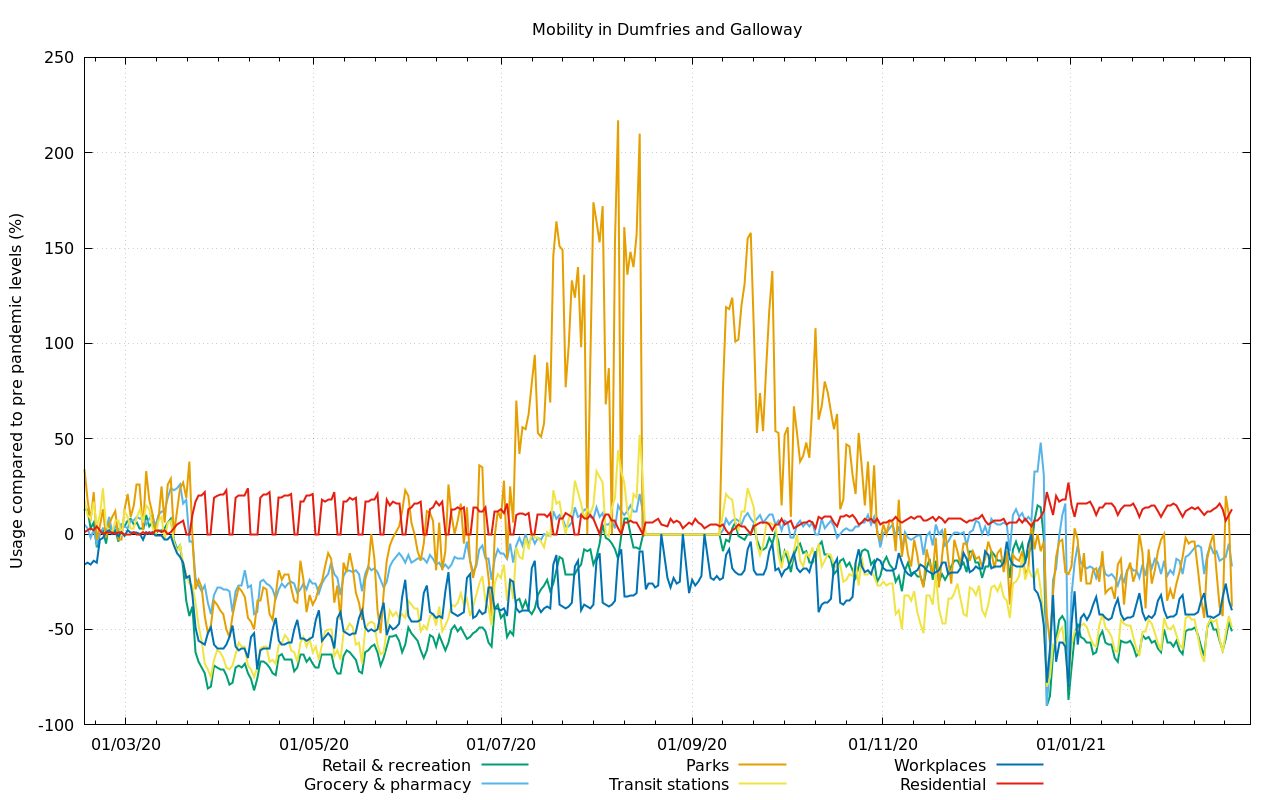 Mobility in Dumfries and Galloway
Usage compared to pre pandemic levels (%)
250
200
150
100
50
0
-50
-100
01/03/20 01/05/20 01/07/20 01/09/20 01/11/20 01/01/21
Retail & recreation Parks Workplaces
Grocery & pharmacy Transit stations Residential